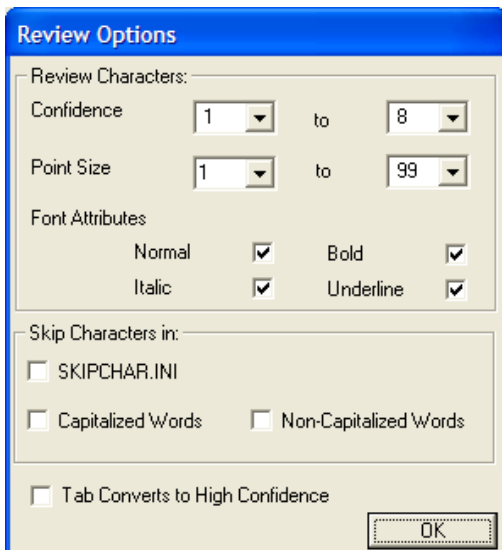 Review Options
Review Characters:
Confidence 1 to 8
Point Size 1 to 99
Font Attributes
Normal Bold
Italic Underline
Skip Characters in:
SKIPCHAR.INI
Capitalized Words Non-Capitalized Words
Tab Converts to High Confidence
OK